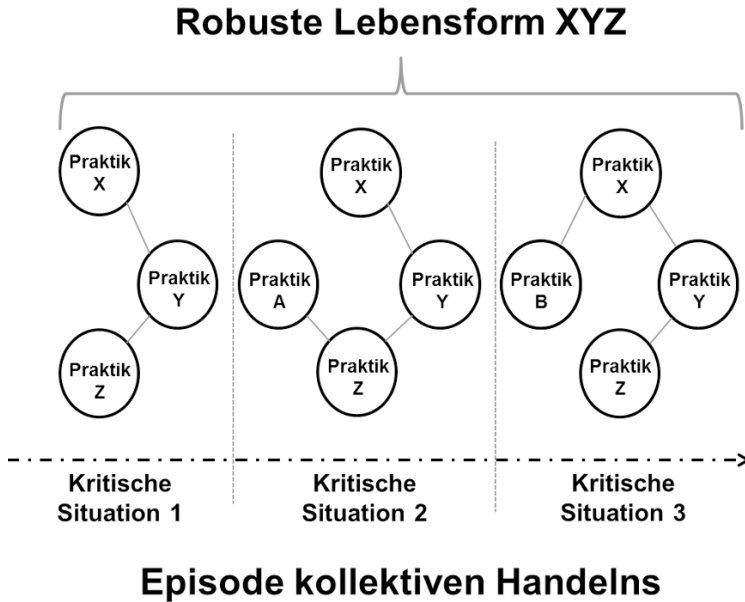 Robuste Lebensform XYZ
Praktik
X
Praktik
Y
Praktik
Z
Praktik
X
Praktik
A
Praktik
Y
Praktik
Z
Praktik
X
Praktik
B
Praktik
Y
Praktik
Z
Kritische
Situation 1
Kritische
Situation 2
Kritische
Situation 3
Episode kollektiven Handelns